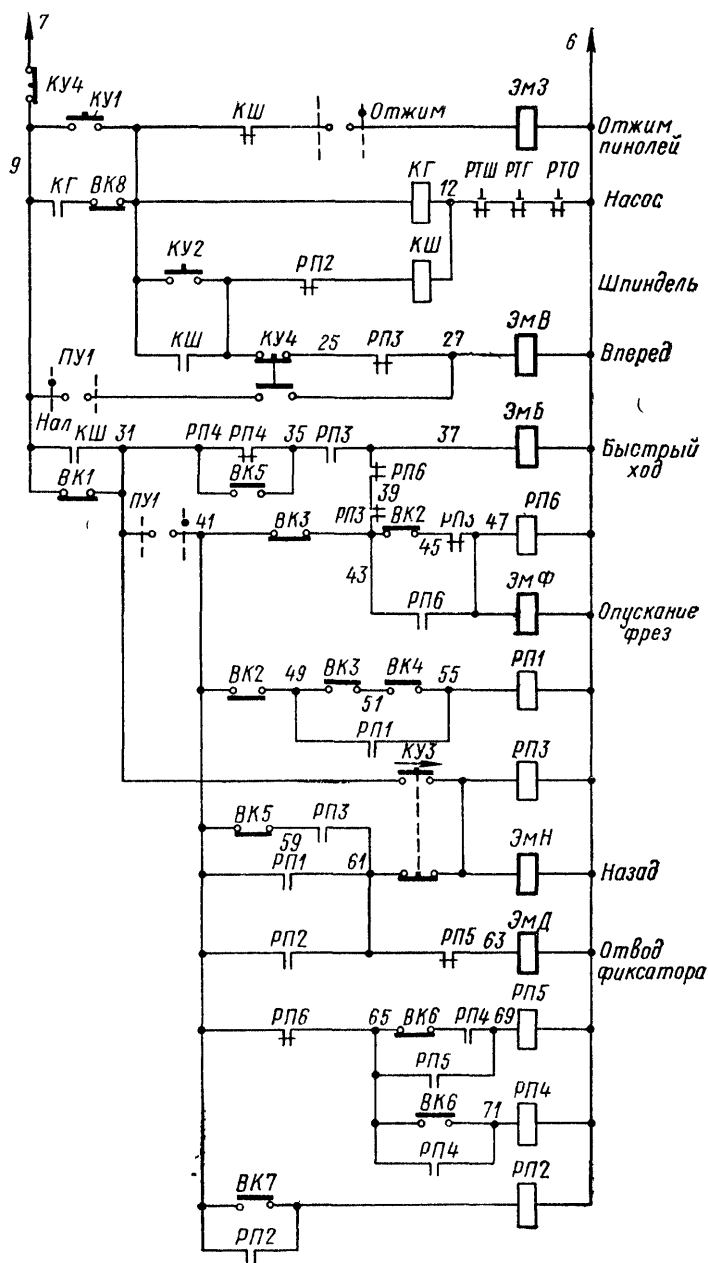 7
6
КУ4
КУ1
КШ
Отжим
ЭмЗ
Отжим
пинолей
9
КГ
ВК8
КГ
12
РТШ
РТГ
РТО
Насос
КУ2
РП2
КШ
Шпиндель
КШ
КУ4
25
РП3
27
ЭмВ
Вперед
ПУ1
Нал
КШ
31
РП4
РП4
35
РП3
37
ЭмБ
Быстрый
ход
ВК5
РП6
ВК1
39
ПУ1
41
ВК3
РП3
ВК2
45
РП3
47
РП6
43
РП6
ЭмФ
Опускание
фрез
ВК2
49
ВК3
51
ВК4
55
РП1
РП1
КУ3
РП3
ВК5
59
РП3
РП1
61
ЭмН
Назад
РП2
РП5
63
ЭмД
Отвод
фиксатора
РП6
65
ВК6
РП4
69
РП5
РП5
ВК6
71
РП4
РП4
ВК7
РП2
РП2